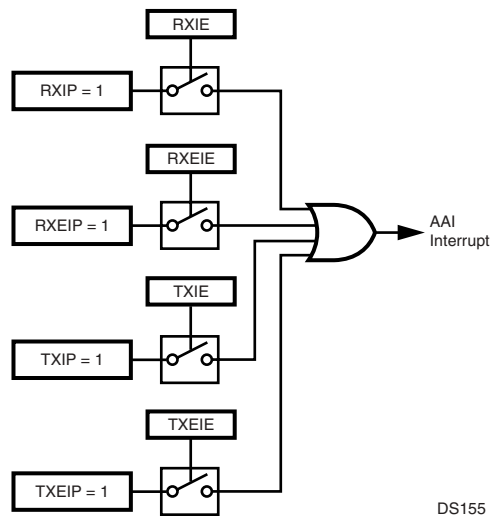 RXIE
RXIP = 1
RXEIE
RXEIP = 1
AAI
Interrupt
TXIE
TXIP = 1
TXEIE
TXEIP = 1
DS155